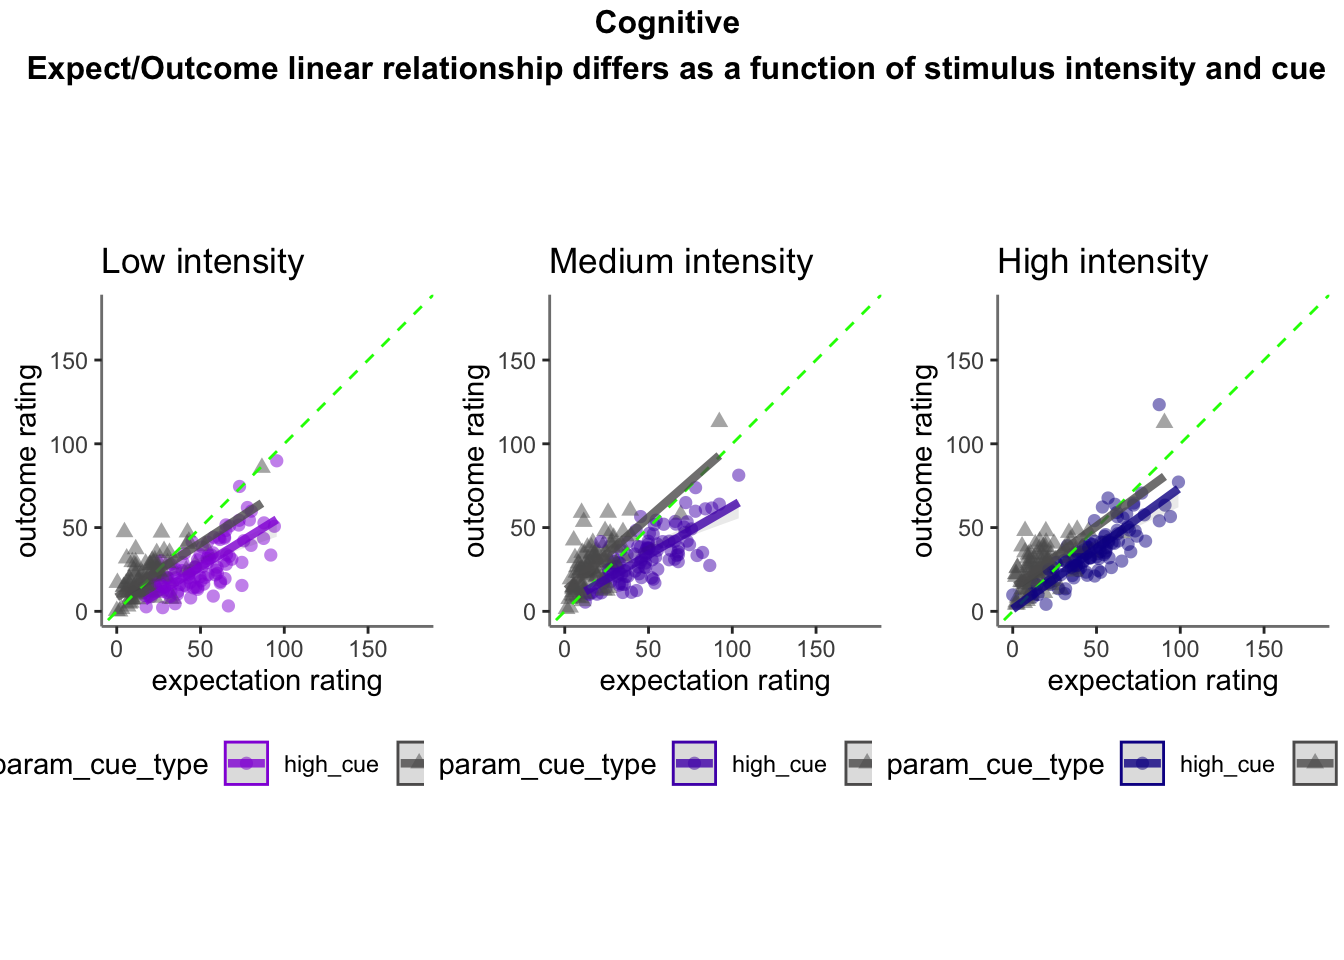 Cognitive
Expect/Outcome linear relationship differs as a function of stimulus intensity and cue
Low intensity
Medium intensity
High intensity
outcome rating
150
100
50
0
0 50 100 150
expectation rating
outcome rating
150
100
50
0
0 50 100 150
expectation rating
outcome rating
150
100
50
0
0 50 100 150
expectation rating
param_cue_type high_cue
param_cue_type high_cue
param_cue_type high_cue